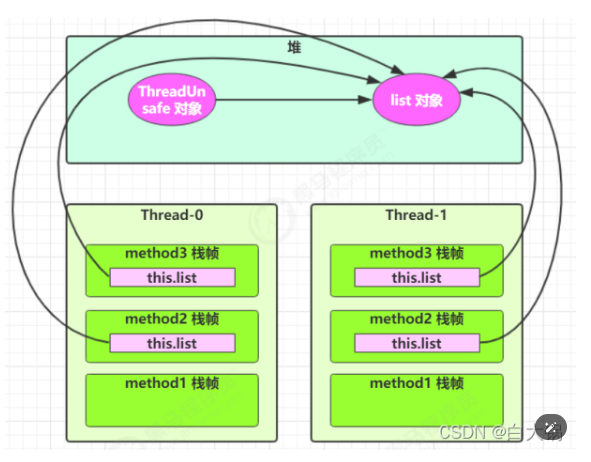 堆
ThreadUn
safe 对象
list 对象
Thread-0
method3 栈帧
this.list
method2 栈帧
this.list
method1 栈帧
Thread-1
method3 栈帧
this.list
method2 栈帧
this.list
method1 栈帧
CSDN @白大锅